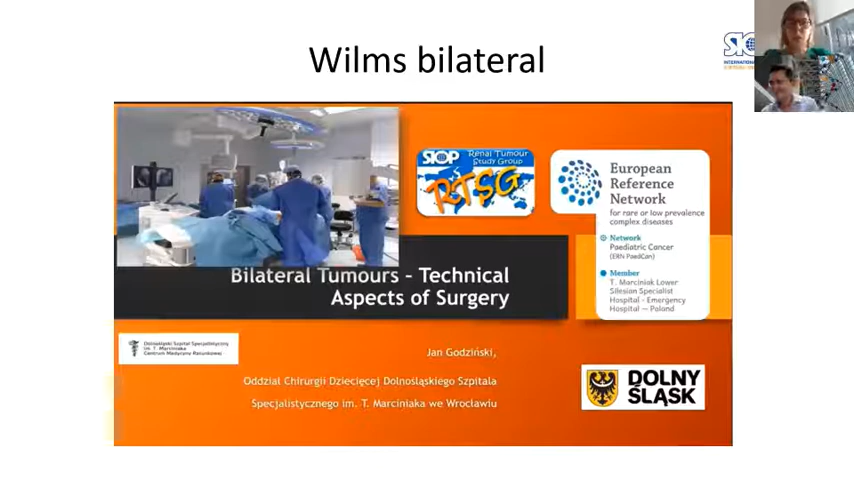 Wilms bilateral
SIOP
Renal Tumour
Study Group
RTSG
European
Reference
Network
for rare or low prevalence
complex diseases
Network
Paediatric Cancer
(ERN PaedCan)
Member
T. Marciniak Lower
Silesian Specialist
Hospital - Emergency
Hospital — Poland
Bilateral Tumours - Technical
Aspects of Surgery
Dolnośląski Szpital Specjalistyczny
im. T. Marciniaka
Centrum Medycyny Ratunkowej
Jan Godziński,
Oddział Chirurgii Dziecięcej Dolnośląskiego Szpitala
Specjalistycznego im. T. Marciniaka we Wrocławiu
DOLNY
ŚLĄSK